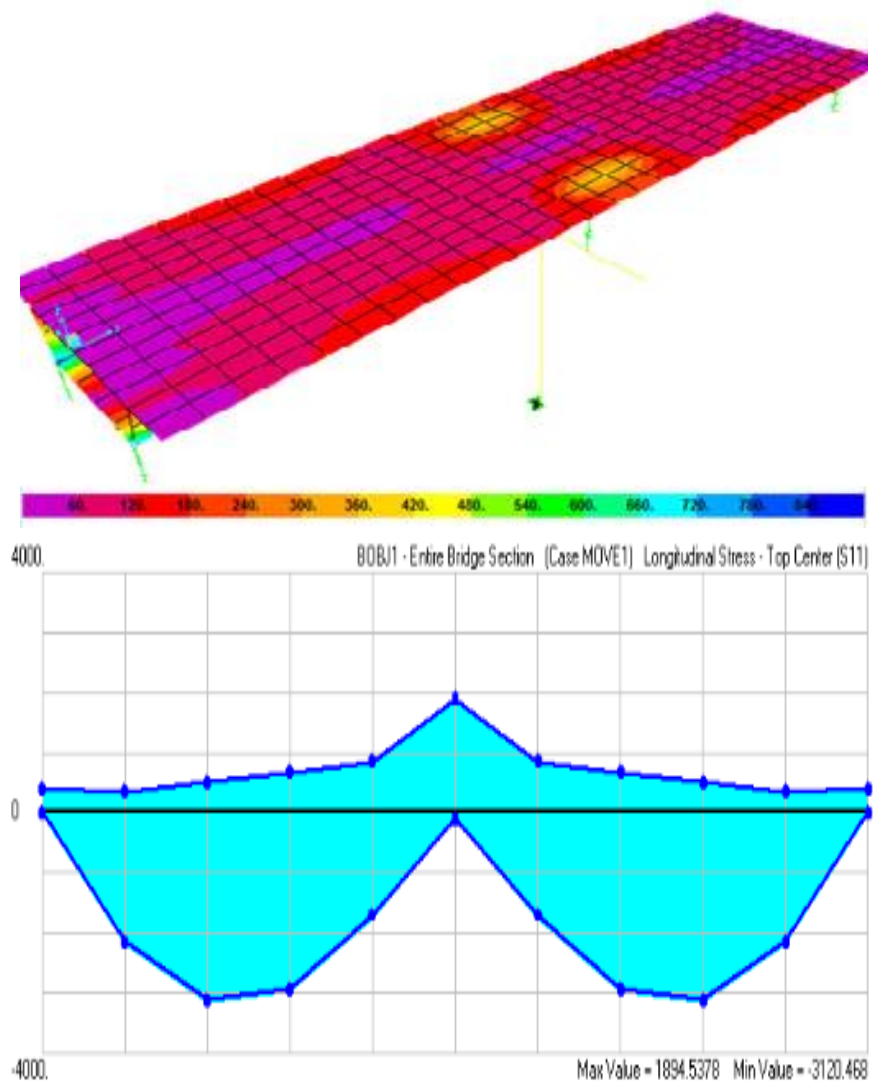 60. 120. 180. 240. 300. 360. 420. 480. 540. 600. 660. 720. 780. 840.
4000. BOBJ1 - Entire Bridge Section (Case MOVE1) Longitudinal Stress - Top Center (S11)
0
-4000.
Max Value = 1894.5378 Min Value = -3120.468